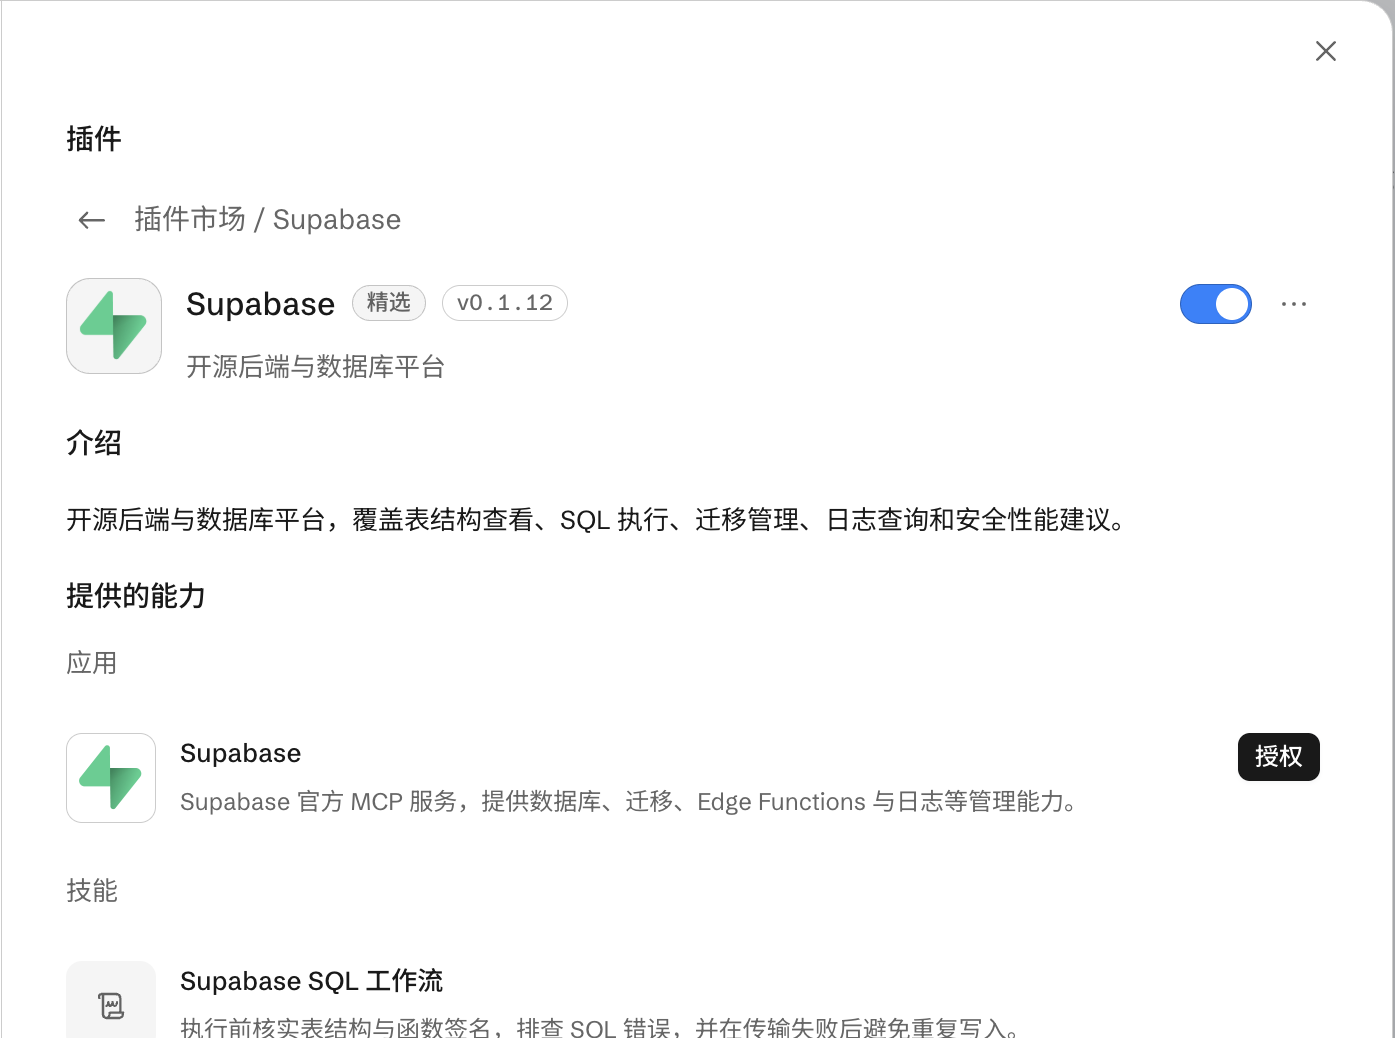 插件
插件市场 / Supabase
Supabase 精选 v0.1.12
开源后端与数据库平台
介绍
开源后端与数据库平台，覆盖表结构查看、SQL 执行、迁移管理、日志查询和安全性能建议。
提供的能力
应用
Supabase 授权
Supabase 官方 MCP 服务，提供数据库、迁移、Edge Functions 与日志等管理能力。
技能
Supabase SQL 工作流
执行前核实表结构与函数签名，排查 SQL 错误，并在传输失败后避免重复写入。